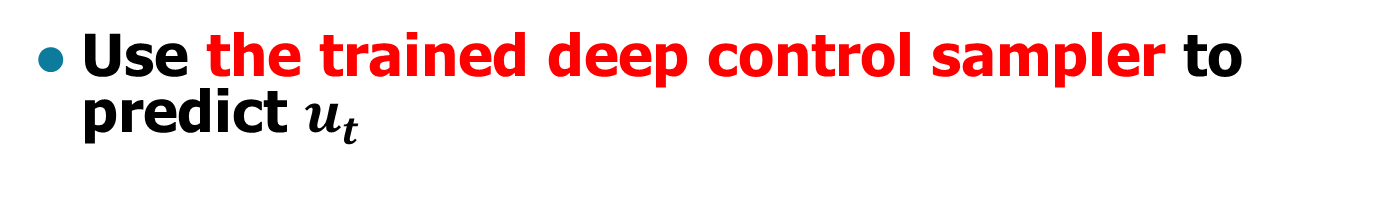 • Use the trained deep control sampler to
predict $u_t$